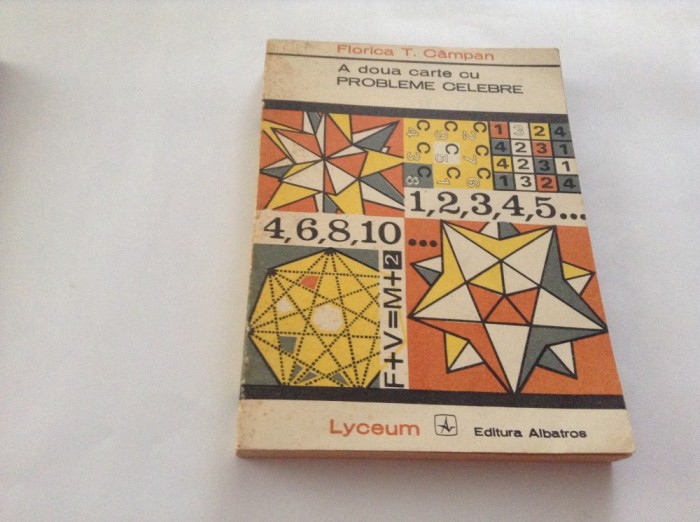 Florica T. Câmpan
A doua carte cu
PROBLEME CELEBRE
1 3 2 4
4 2 3 1
4 2 3 1
1 3 2 4
1,2,3,4,5...
4,6,8,10...
F+V=M+2
Lyceum
Editura Albatros